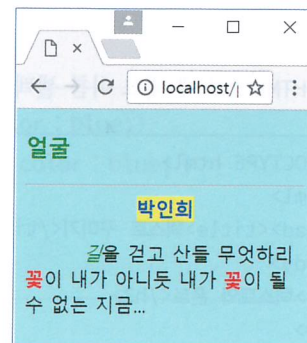 localhost/
얼굴
박인희
길을 걷고 산들 무엇하리
꽃이 내가 아니듯 내가 꽃이 될
수 없는 지금...